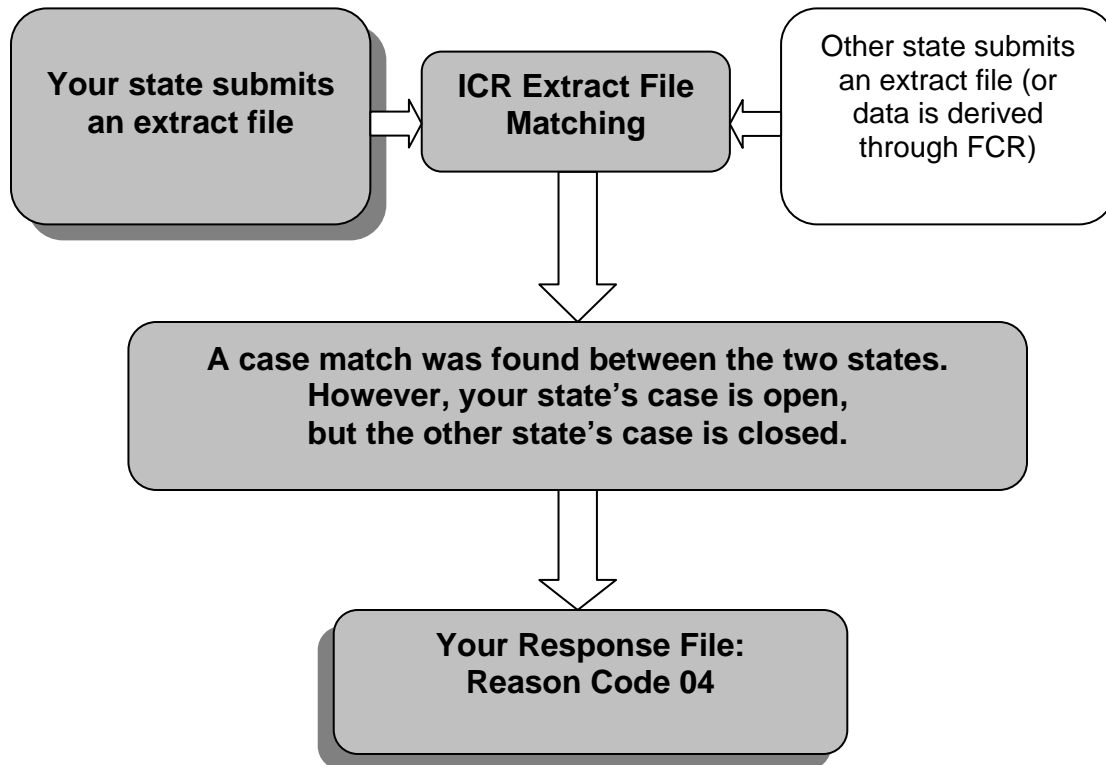 Your state submits
an extract file
ICR Extract File
Matching
Other state submits
an extract file (or
data is derived
through FCR)
A case match was found between the two states.
However, your state’s case is open,
but the other state’s case is closed.
Your Response File:
Reason Code 04